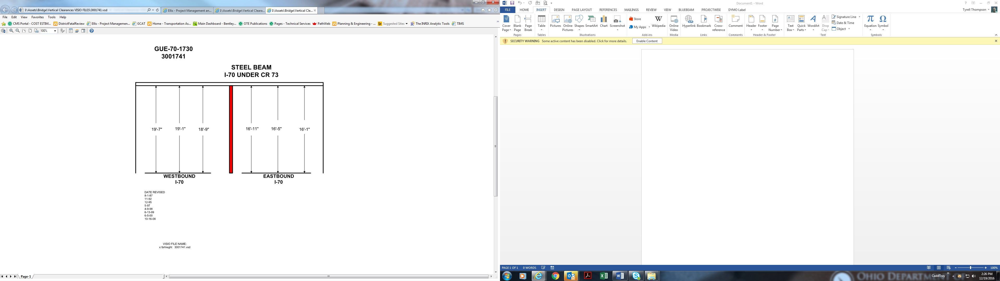 I:\Assets\Bridge\Vertical Clearances VISIO FILES\3001741.vsd
Ellis - Project Management an...
I:\Assets\Bridge\Vertical Cleara...
I:\Assets\Bridge\Vertical Cle...
File Edit View Favorites Tools Help
CMS Portal - COST ESTIM... DistrictFatalReview Ellis - Project Managemen... GCAT Home - Transportation As... Main Dashboard - Bentley... OTE Publications Pages - Technical Services PathWeb Planning & Engineering - ... Suggested Sites The INRIX Analytic Tools TIMS
100%
GUE-70-1730
3001741
STEEL BEAM
I-70 UNDER CR 73
19'-7" 19'-1" 18'-9" 16'-11" 16'-5" 16'-1"
WESTBOUND
I-70
EASTBOUND
I-70
DATE REVISED
8-1-87
11-92
12-95
5-97
4-9-98
6-13-99
6-5-00
10-16-08
VISIO FILE NAME:
x:\brhieght 3001741.vsd
Page-1
Document1 - Word
FILE HOME INSERT DESIGN PAGE LAYOUT REFERENCES MAILINGS REVIEW VIEW BLUEBEAM PROJECTWISE DYMO Label
Tyrell Thompson
Cover Page
Blank Page
Page Break
Pages
Table
Tables
Pictures
Online Pictures
Shapes
SmartArt
Chart
Screenshot
Illustrations
Store
My Apps
Wikipedia
Add-ins
Online Video
Media
Hyperlink
Bookmark
Cross-reference
Links
Comment
Comments
Header
Footer
Page Number
Header & Footer
Text Box
Quick Parts
WordArt
Drop Cap
Signature Line
Date & Time
Object
Text
Equation
Symbol
Symbols
SECURITY WARNING Some active content has been disabled. Click for more details. Enable Content
PAGE 1 OF 1 0 WORDS
100%
CaddTray
2:26 PM
12/19/2016